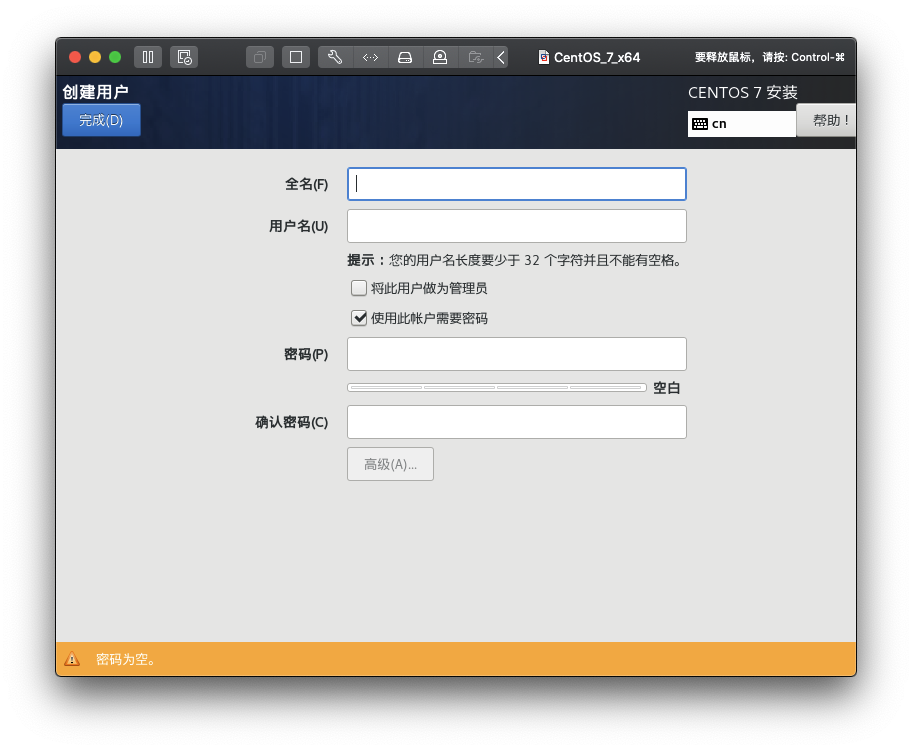 CentOS_7_x64
要释放鼠标，请按: Control-⌘
创建用户
CENTOS 7 安装
完成(D)
cn
帮助！
全名(F)
用户名(U)
提示：您的用户名长度要少于 32 个字符并且不能有空格。
将此用户做为管理员
使用此帐户需要密码
密码(P)
空白
确认密码(C)
高级(A)...
密码为空。